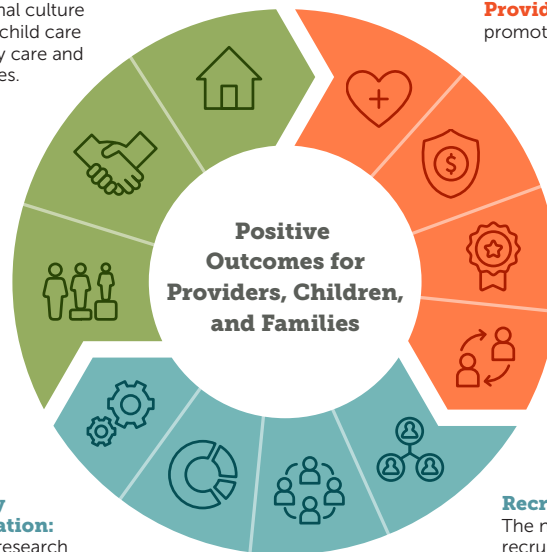 nal culture
child care
y care and
es.
Provid
promot
Positive
Outcomes for
Providers, Children,
and Families
$
y
ation:
research
Recr
The n
recru